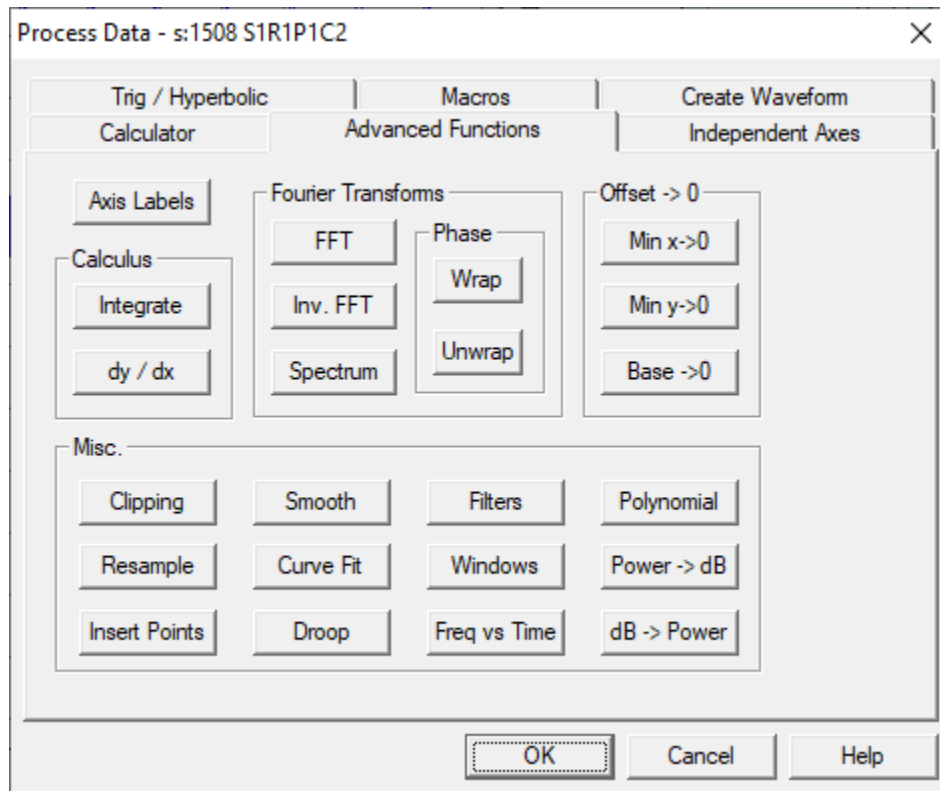 Process Data - s:1508 S1R1P1C2
Trig / Hyperbolic
Macros
Create Waveform
Calculator
Advanced Functions
Independent Axes
Axis Labels
Calculus
Integrate
dy / dx
Fourier Transforms
FFT
Inv. FFT
Spectrum
Phase
Wrap
Unwrap
Offset -> 0
Min x->0
Min y->0
Base ->0
Misc.
Clipping
Smooth
Filters
Polynomial
Resample
Curve Fit
Windows
Power -> dB
Insert Points
Droop
Freq vs Time
dB -> Power
OK
Cancel
Help